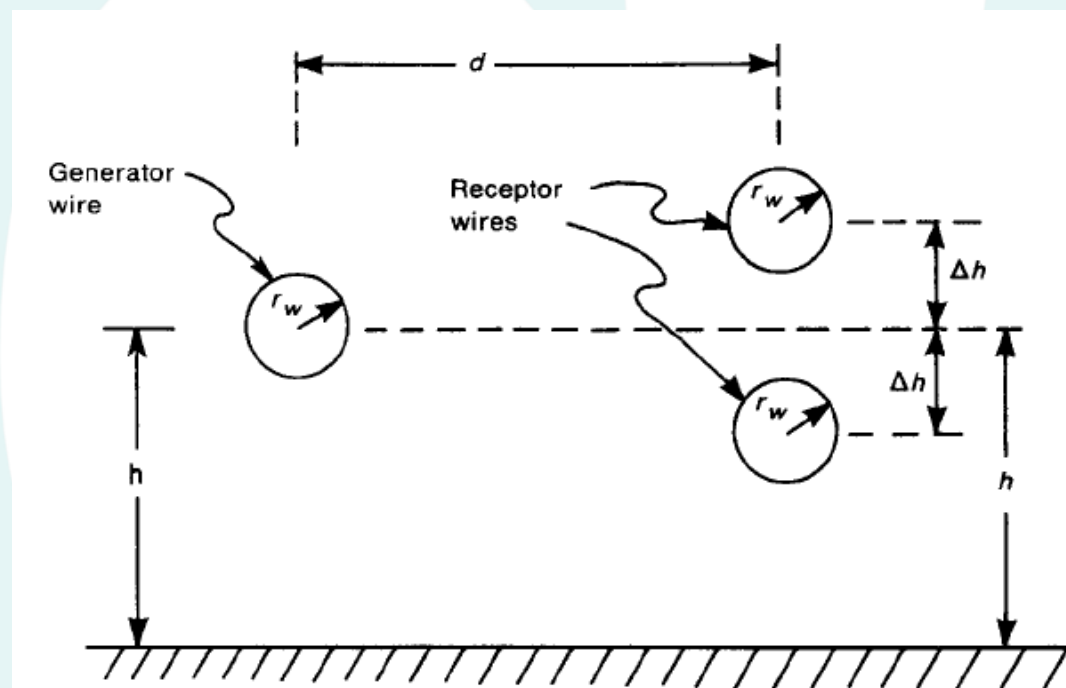 d
Generator
wire
Receptor
wires
r_w
r_w
Δh
Δh
r_w
h
h